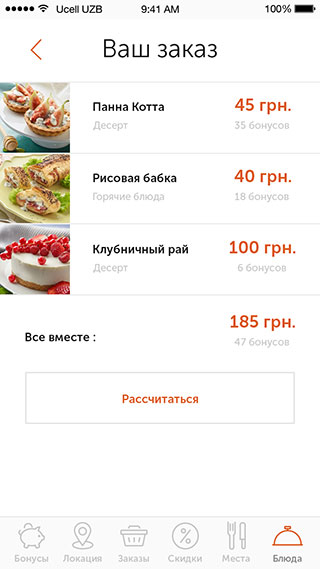 Ucell UZB 9:41 AM 100%
Ваш заказ
Панна Котта 45 грн.
Десерт 35 бонусов
Рисовая бабка 40 грн.
Горячие блюда 18 бонусов
Клубничный рай 100 грн.
Десерт 6 бонусов
185 грн.
Все вместе :
47 бонусов
Рассчитаться
Бонусы Локация Заказы Скидки Места Блюда